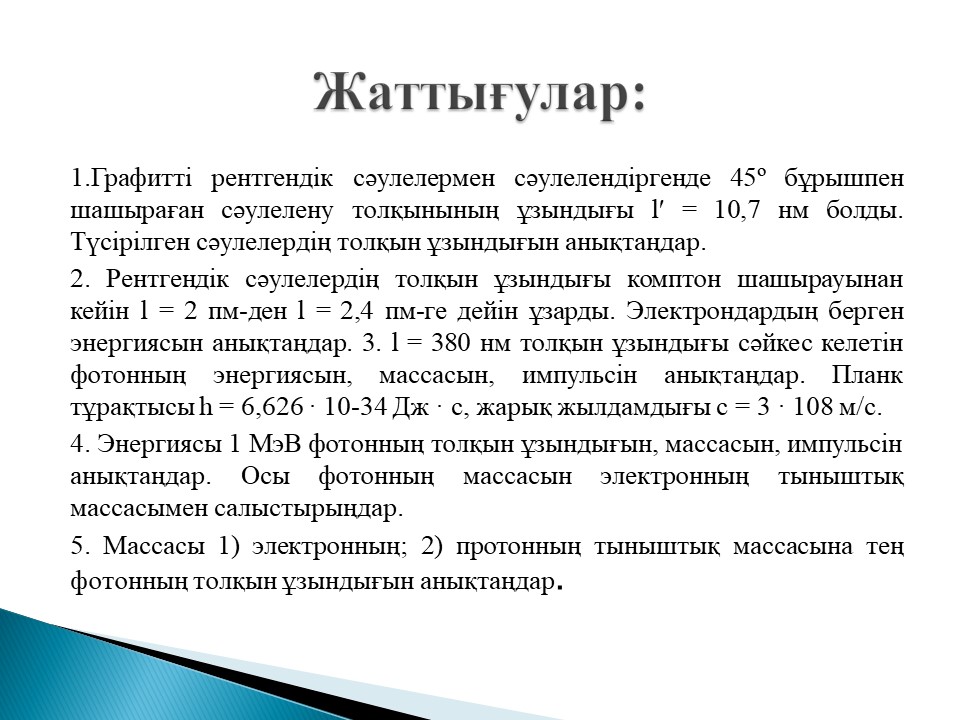 Жаттығулар:
1.Графитті рентгендік сәулелермен сәулелендіргенде 45º бұрышпен
шашыраған сәулелену толқынының ұзындығы l′ = 10,7 нм болды.
Түсірілген сәулелердің толқын ұзындығын анықтаңдар.
2. Рентгендік сәулелердің толқын ұзындығы комптон шашырауынан
кейін l = 2 пм-ден l = 2,4 пм-ге дейін ұзарды. Электрондардың берген
энергиясын анықтаңдар. 3. l = 380 нм толқын ұзындығы сәйкес келетін
фотонның энергиясын, массасын, импульсін анықтаңдар. Планк
тұрақтысы h = 6,626 · 10-34 Дж · с, жарық жылдамдығы с = 3 · 108 м/с.
4. Энергиясы 1 МэВ фотонның толқын ұзындығын, массасын, импульсін
анықтаңдар. Осы фотонның массасын электронның тыныштық
массасымен салыстырыңдар.
5. Массасы 1) электронның; 2) протонның тыныштық массасына тең
фотонның толқын ұзындығын анықтаңдар.